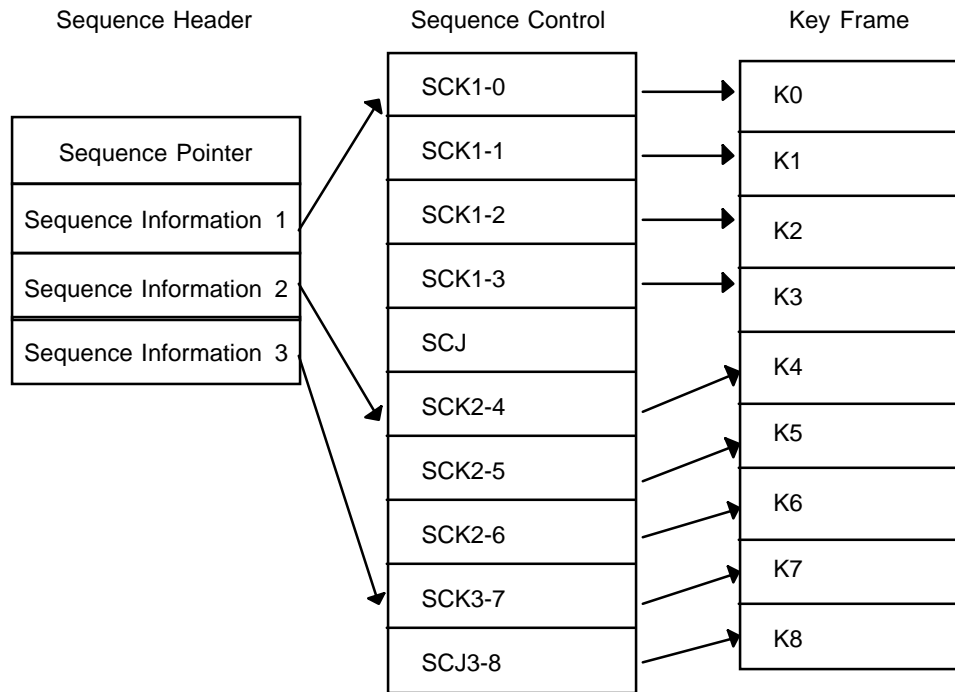 Sequence Header
Sequence Control
Key Frame
Sequence Pointer
Sequence Information 1
Sequence Information 2
Sequence Information 3
SCK1-0
SCK1-1
SCK1-2
SCK1-3
SCJ
SCK2-4
SCK2-5
SCK2-6
SCK3-7
SCJ3-8
K0
K1
K2
K3
K4
K5
K6
K7
K8